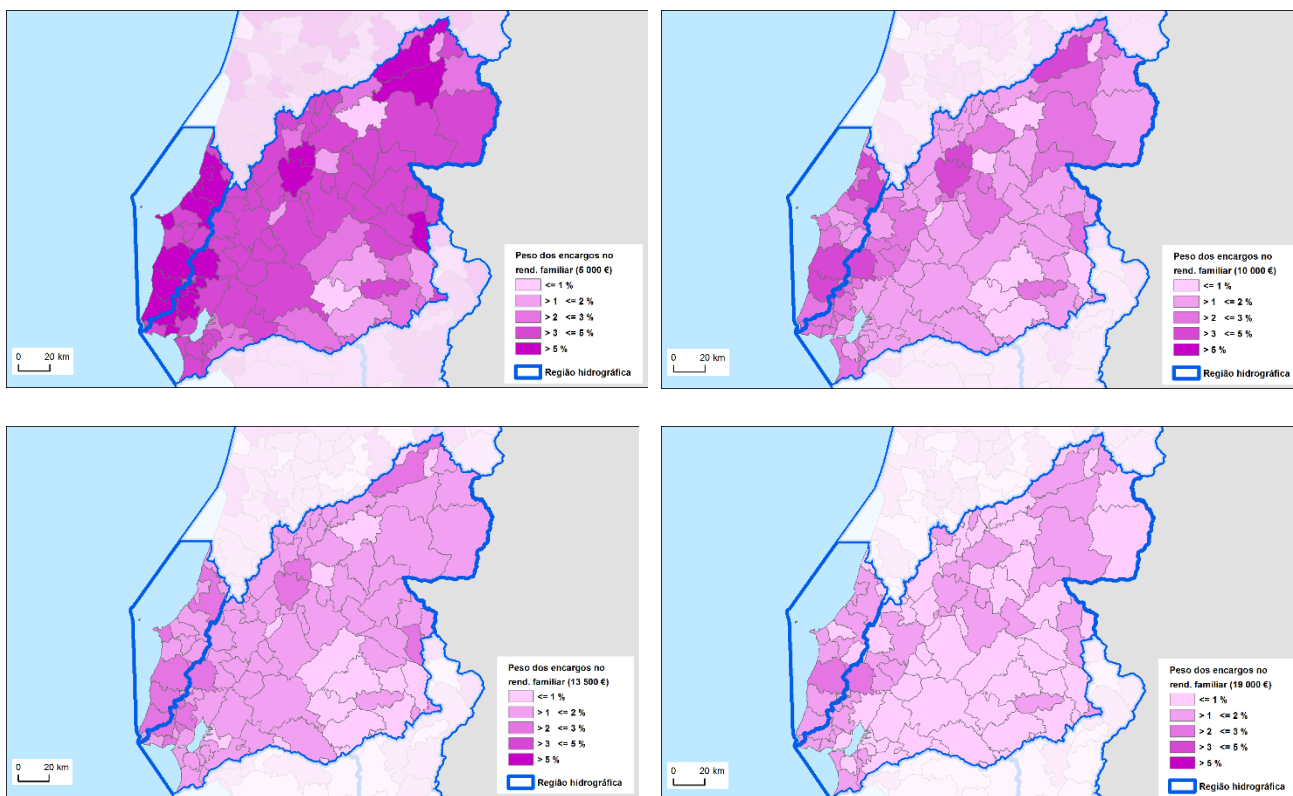 Peso dos encargos no
rend. familiar (5 000 €)
<= 1 %
> 1 <= 2 %
> 2 <= 3 %
> 3 <= 5 %
> 5 %
Região hidrográfica
0 20 km
Peso dos encargos no
rend. familiar (10 000 €)
<= 1 %
> 1 <= 2 %
> 2 <= 3 %
> 3 <= 5 %
> 5 %
Região hidrográfica
0 20 km
Peso dos encargos no
rend. familiar (13 500 €)
<= 1 %
> 1 <= 2 %
> 2 <= 3 %
> 3 <= 5 %
> 5 %
Região hidrográfica
0 20 km
Peso dos encargos no
rend. familiar (19 000 €)
<= 1 %
> 1 <= 2 %
> 2 <= 3 %
> 3 <= 5 %
> 5 %
Região hidrográfica
0 20 km